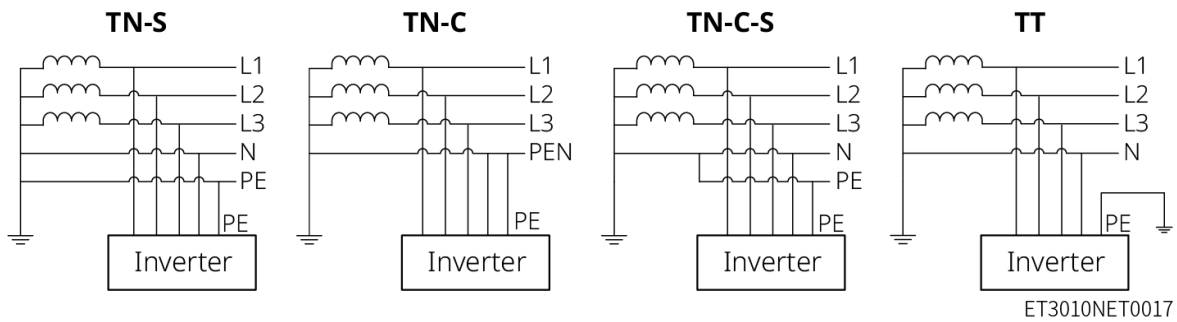 TN-S TN-C TN-C-S TT
L1 L1 L1 L1
L2 L2 L2 L2
L3 L3 L3 L3
N PEN N N
PE PE
PE PE PE PE
Inverter Inverter Inverter Inverter
ET3010NET0017